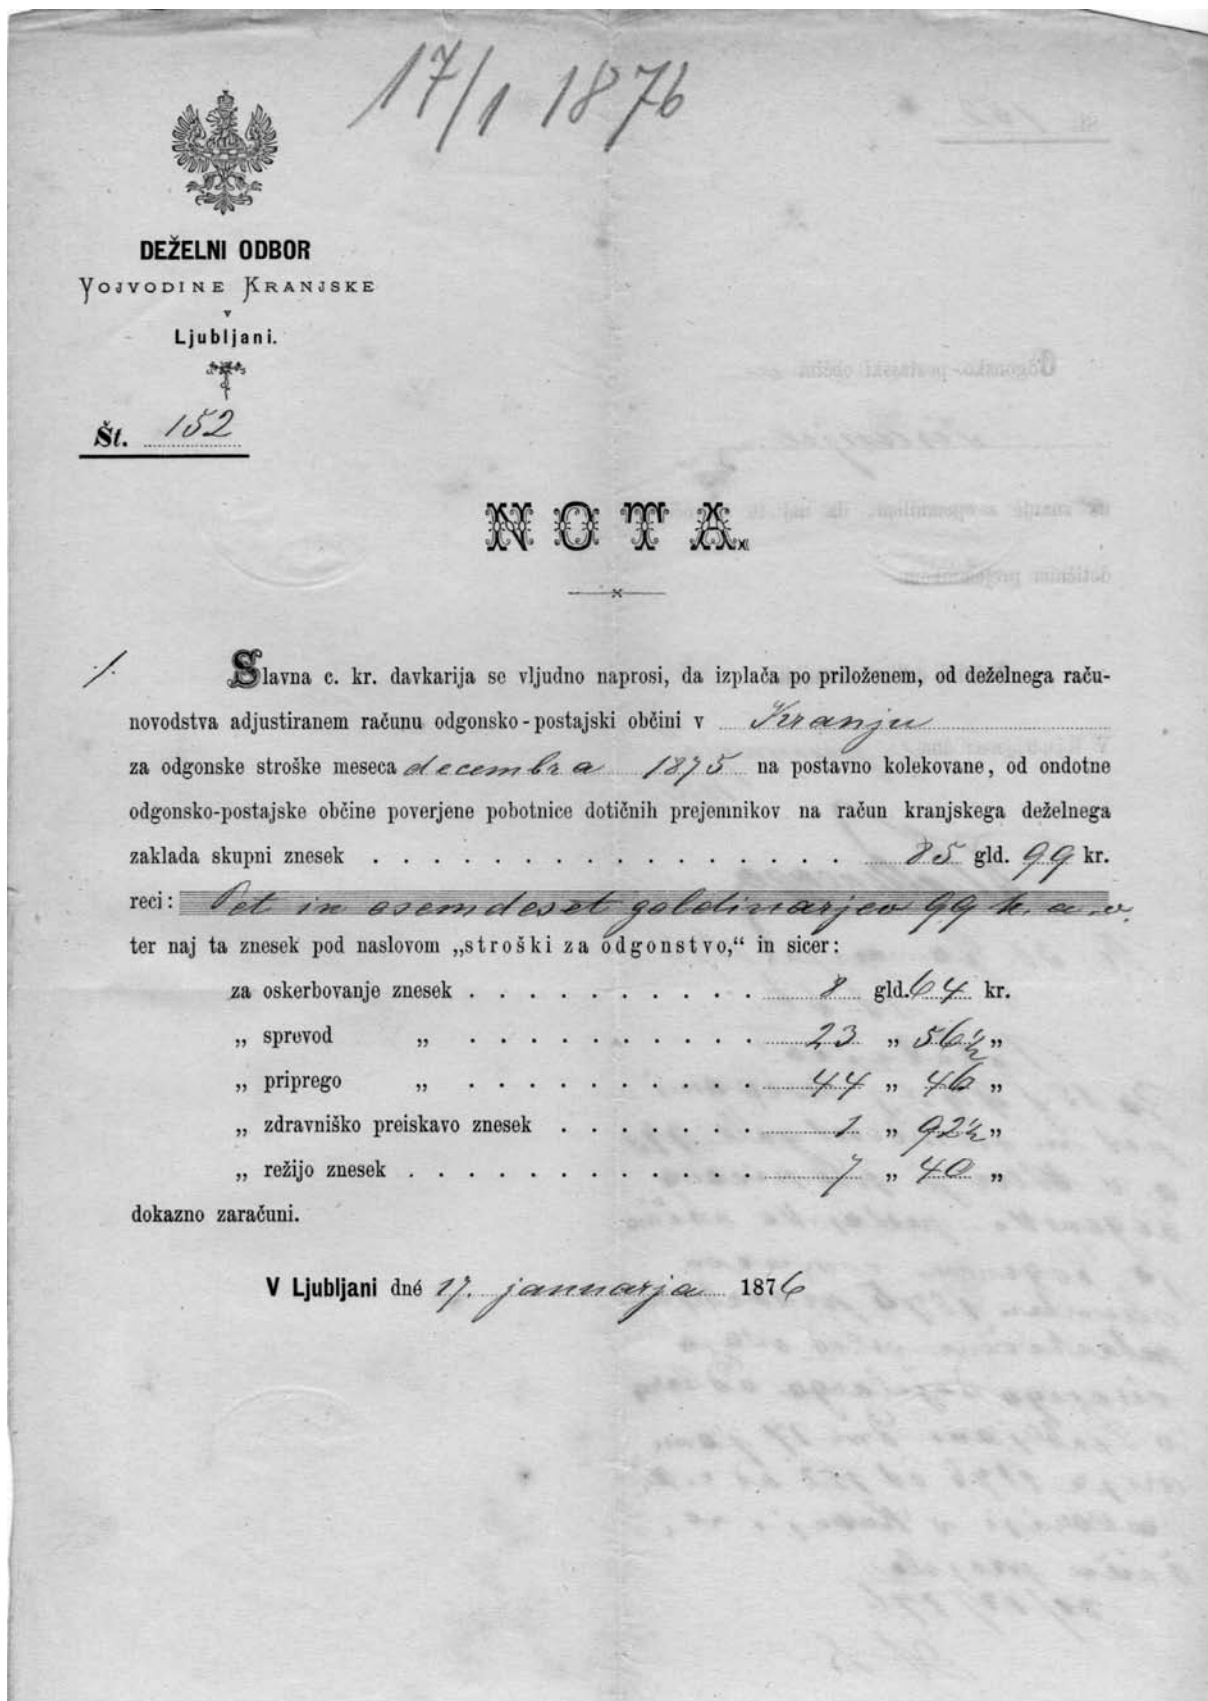 17/1 1876
DEŽELNI ODBOR
VOJVODINE KRANJSKE
v
Ljubljani.
Št. 152
NOTA.
/. Slavna c. kr. davkarija se vljudno naprosi, da izplača po priloženem, od deželnega raču-
novodstva adjustiranem računu odgonsko-postajski občini v Kranju
za odgonske stroške meseca decembra 1875 na postavno kolekovane, od ondotne
odgonsko-postajske občine poverjene pobotnice dotičnih prejemnikov na račun kranjskega deželnega
zaklada skupni znesek . . . . . . . . . . . . . . . . . 85 gld. 99 kr.
reci: Pet in osemdeset goldinarjev 99 k. a. v.
ter naj ta znesek pod naslovom „stroški za odgonstvo,“ in sicer:
za oskerbovanje znesek . . . . . . . . . . 8 gld. 64 kr.
„ sprevod „ . . . . . . . . . . 23 „ 56½ „
„ priprego „ . . . . . . . . . . 44 „ 46 „
„ zdravniško preiskavo znesek . . . . . . . 1 „ 92½ „
„ režijo znesek . . . . . . . . . . . . 7 „ 40 „
dokazno zaračuni.
V Ljubljani dné 17. januarja 1876